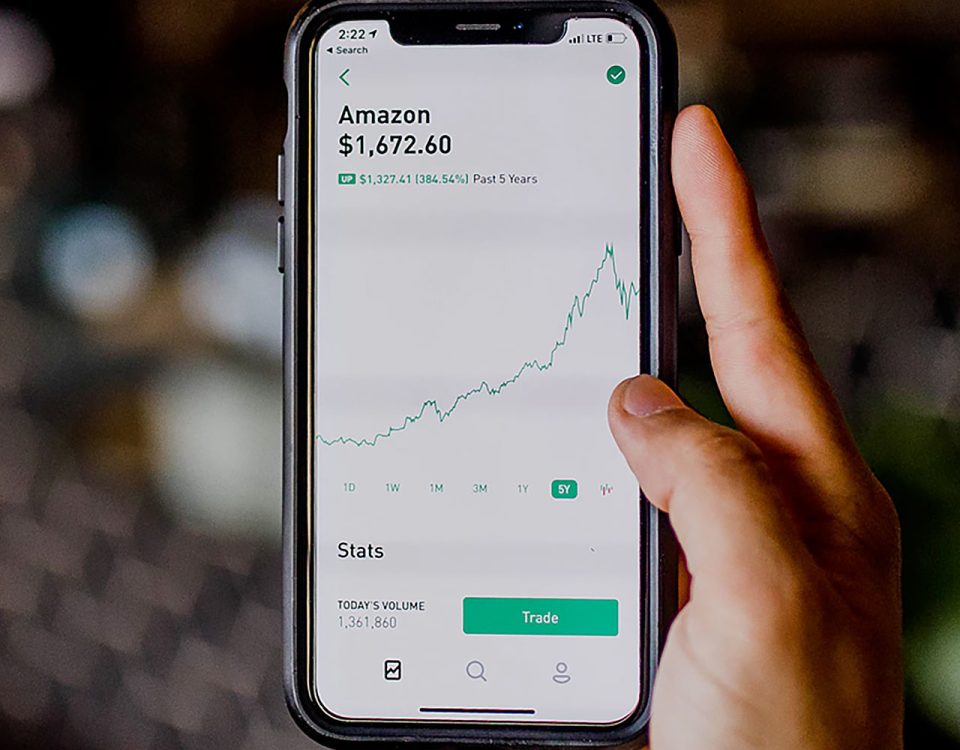 2:22 LTE
Search
Amazon
$1,672.60
UP $1,327.41 (384.54%) Past 5 Years
1D 1W 1M 3M 1Y 5Y
Stats
TODAY'S VOLUME
1,361,860
Trade